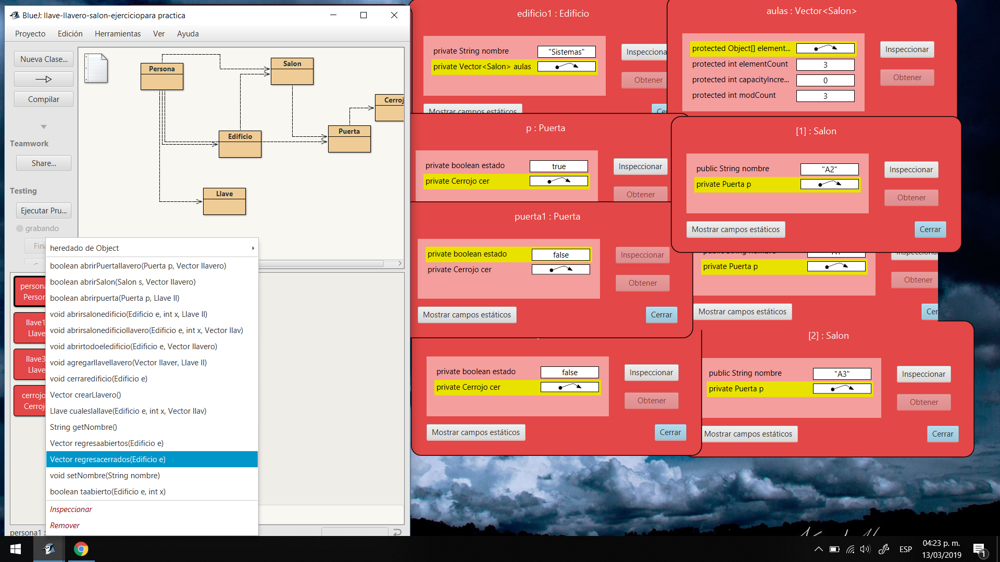 BlueJ: llave-llavero-salon-ejerciciopara practica
Proyecto Edición Herramientas Ver Ayuda
Nueva Clase...
Compilar
Teamwork
Share...
Testing
Ejecutar Pru...
grabando
Persona
Salon
Cerroj
Edificio
Puerta
Llave
persona
Person
llave1
Llave
llave3
Llave
cerrojo
Cerroj
persona1 :
heredado de Object
boolean abrirPuertallavero(Puerta p, Vector llavero)
boolean abrirSalon(Salon s, Vector llavero)
boolean abrirpuerta(Puerta p, Llave ll)
void abrirsalonedificio(Edificio e, int x, Llave ll)
void abrirsalonedificiollavero(Edificio e, int x, Vector llav)
void abrirtodoeledificio(Edificio e, Vector llavero)
void agregarllavellavero(Vector llaver, Llave ll)
void cerraredificio(Edificio e)
Vector crearLlavero()
Llave cualeslallave(Edificio e, int x, Vector llav)
String getNombre()
Vector regresaabiertos(Edificio e)
Vector regresacerrados(Edificio e)
void setNombre(String nombre)
boolean taabierto(Edificio e, int x)
Inspeccionar
Remover
edificio1 : Edificio
private String nombre "Sistemas"
private Vector<Salon> aulas
Inspecciona
Obtener
Mostrar campos estáticos
Cer
aulas : Vector<Salon>
protected Object[] element...
protected int elementCount 3
protected int capacityIncre... 0
protected int modCount 3
Inspeccionar
Obtener
p : Puerta
private boolean estado true
private Cerrojo cer
Inspeccionar
Obtener
[1] : Salon
public String nombre "A2"
private Puerta p
Inspeccionar
Obtener
Mostrar campos estáticos
Cerrar
puerta1 : Puerta
private boolean estado false
private Cerrojo cer
Inspeccionar
Obtener
Mostrar campos estáticos
Cerrar
private Puerta p
Obtener
Mostrar campos estáticos
Cer
private boolean estado false
private Cerrojo cer
Inspeccionar
Obtener
Mostrar campos estáticos
Cerrar
[2] : Salon
public String nombre "A3"
private Puerta p
Inspeccionar
Obtener
Mostrar campos estáticos
Cerrar
ESP
04:23 p. m.
13/03/2019
1